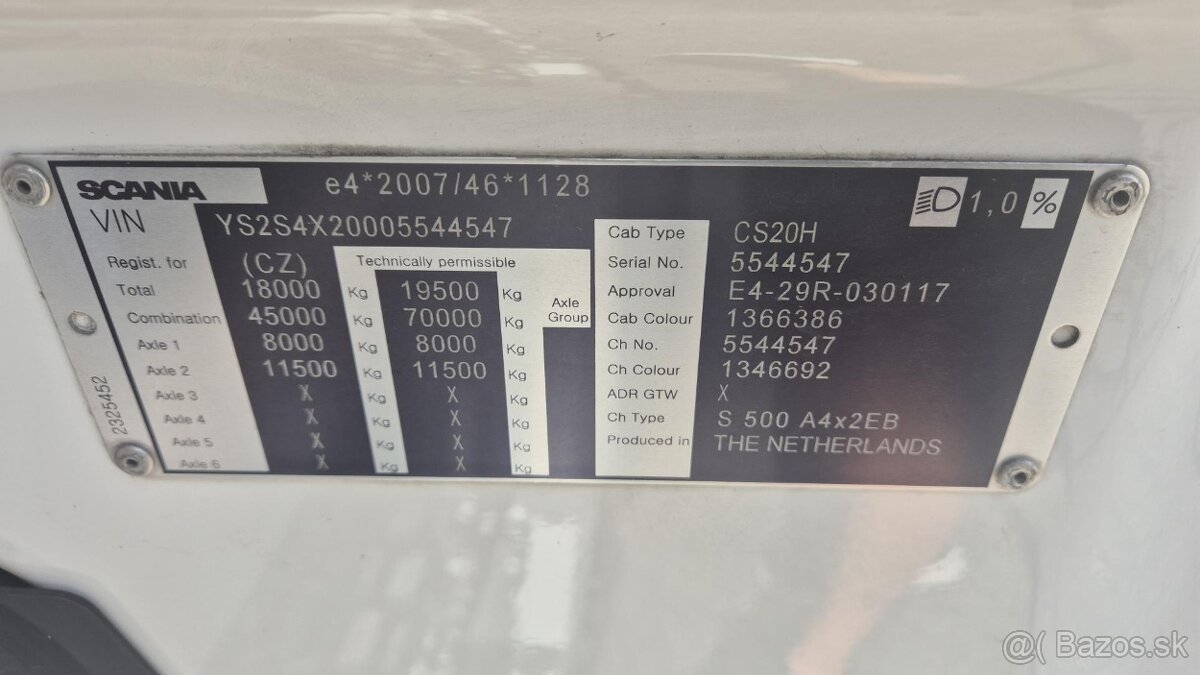 SCANIA e4*2007/46*1128 1,0 %
VIN YS2S4X20005544547
Regist. for (CZ) Technically permissible
Total 18000 Kg 19500 Kg
Combination 45000 Kg 70000 Kg Axle Group
Axle 1 8000 Kg 8000 Kg
Axle 2 11500 Kg 11500 Kg
Axle 3 X Kg X Kg
Axle 4 X Kg X Kg
Axle 5 X Kg X Kg
Axle 6 X Kg X Kg
2325452
Cab Type CS20H
Serial No. 5544547
Approval E4-29R-030117
Cab Colour 1366386
Ch No. 5544547
Ch Colour 1346692
ADR GTW X
Ch Type S 500 A4x2EB
Produced in THE NETHERLANDS
@( Bazos.sk